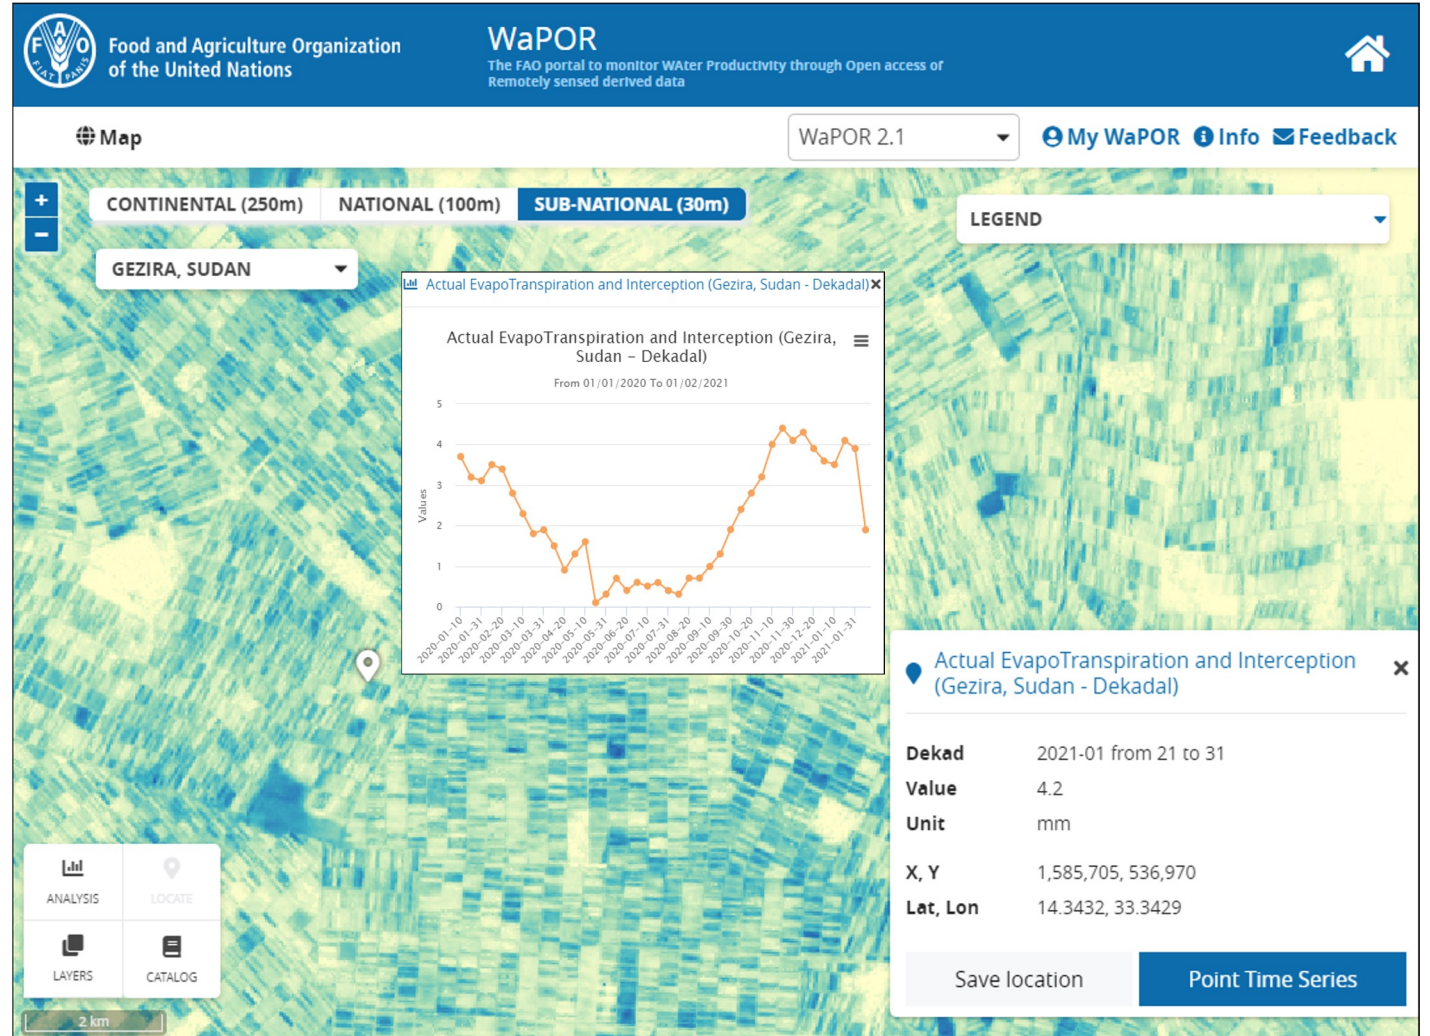 Food and Agriculture Organization
of the United Nations
FAO
FIAT PANIS
WaPOR
The FAO portal to monitor WAter Productivity through Open access of
Remotely sensed derived data
Map
WaPOR 2.1
My WaPOR
Info
Feedback
+
−
CONTINENTAL (250m)
NATIONAL (100m)
SUB-NATIONAL (30m)
LEGEND
GEZIRA, SUDAN
Actual EvapoTranspiration and Interception (Gezira, Sudan - Dekadal)
Actual EvapoTranspiration and Interception (Gezira,
Sudan – Dekadal)
From 01/01/2020 To 01/02/2021
Values
5
4
3
2
1
0
2020-01-10
2020-01-31
2020-02-20
2020-03-10
2020-03-31
2020-04-20
2020-05-10
2020-05-31
2020-06-20
2020-07-10
2020-07-31
2020-08-20
2020-09-10
2020-09-30
2020-10-20
2020-11-10
2020-11-30
2020-12-20
2021-01-10
2021-01-31
Actual EvapoTranspiration and Interception
(Gezira, Sudan - Dekadal)
Dekad 2021-01 from 21 to 31
Value 4.2
Unit mm
X, Y 1,585,705, 536,970
Lat, Lon 14.3432, 33.3429
Save location
Point Time Series
ANALYSIS
LOCATE
LAYERS
CATALOG
2 km